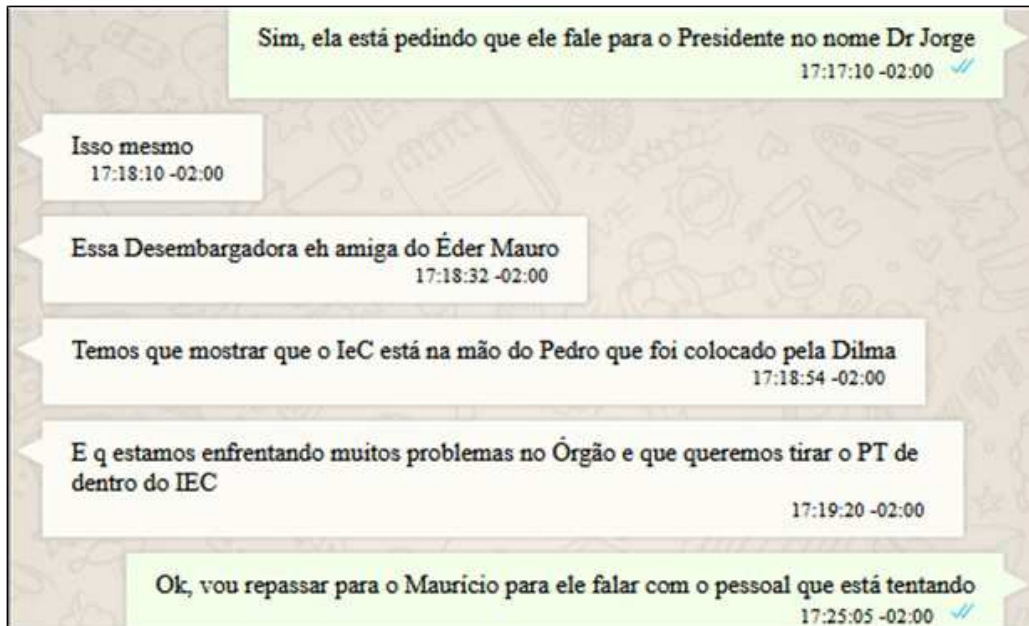 Sim, ela está pedindo que ele fale para o Presidente no nome Dr Jorge
17:17:10 -02:00
Isso mesmo
17:18:10 -02:00
Essa Desembargadora eh amiga do Éder Mauro
17:18:32 -02:00
Temos que mostrar que o IeC está na mão do Pedro que foi colocado pela Dilma
17:18:54 -02:00
E q estamos enfrentando muitos problemas no Órgão e que queremos tirar o PT de
dentro do IEC
17:19:20 -02:00
Ok, vou repassar para o Maurício para ele falar com o pessoal que está tentando
17:25:05 -02:00